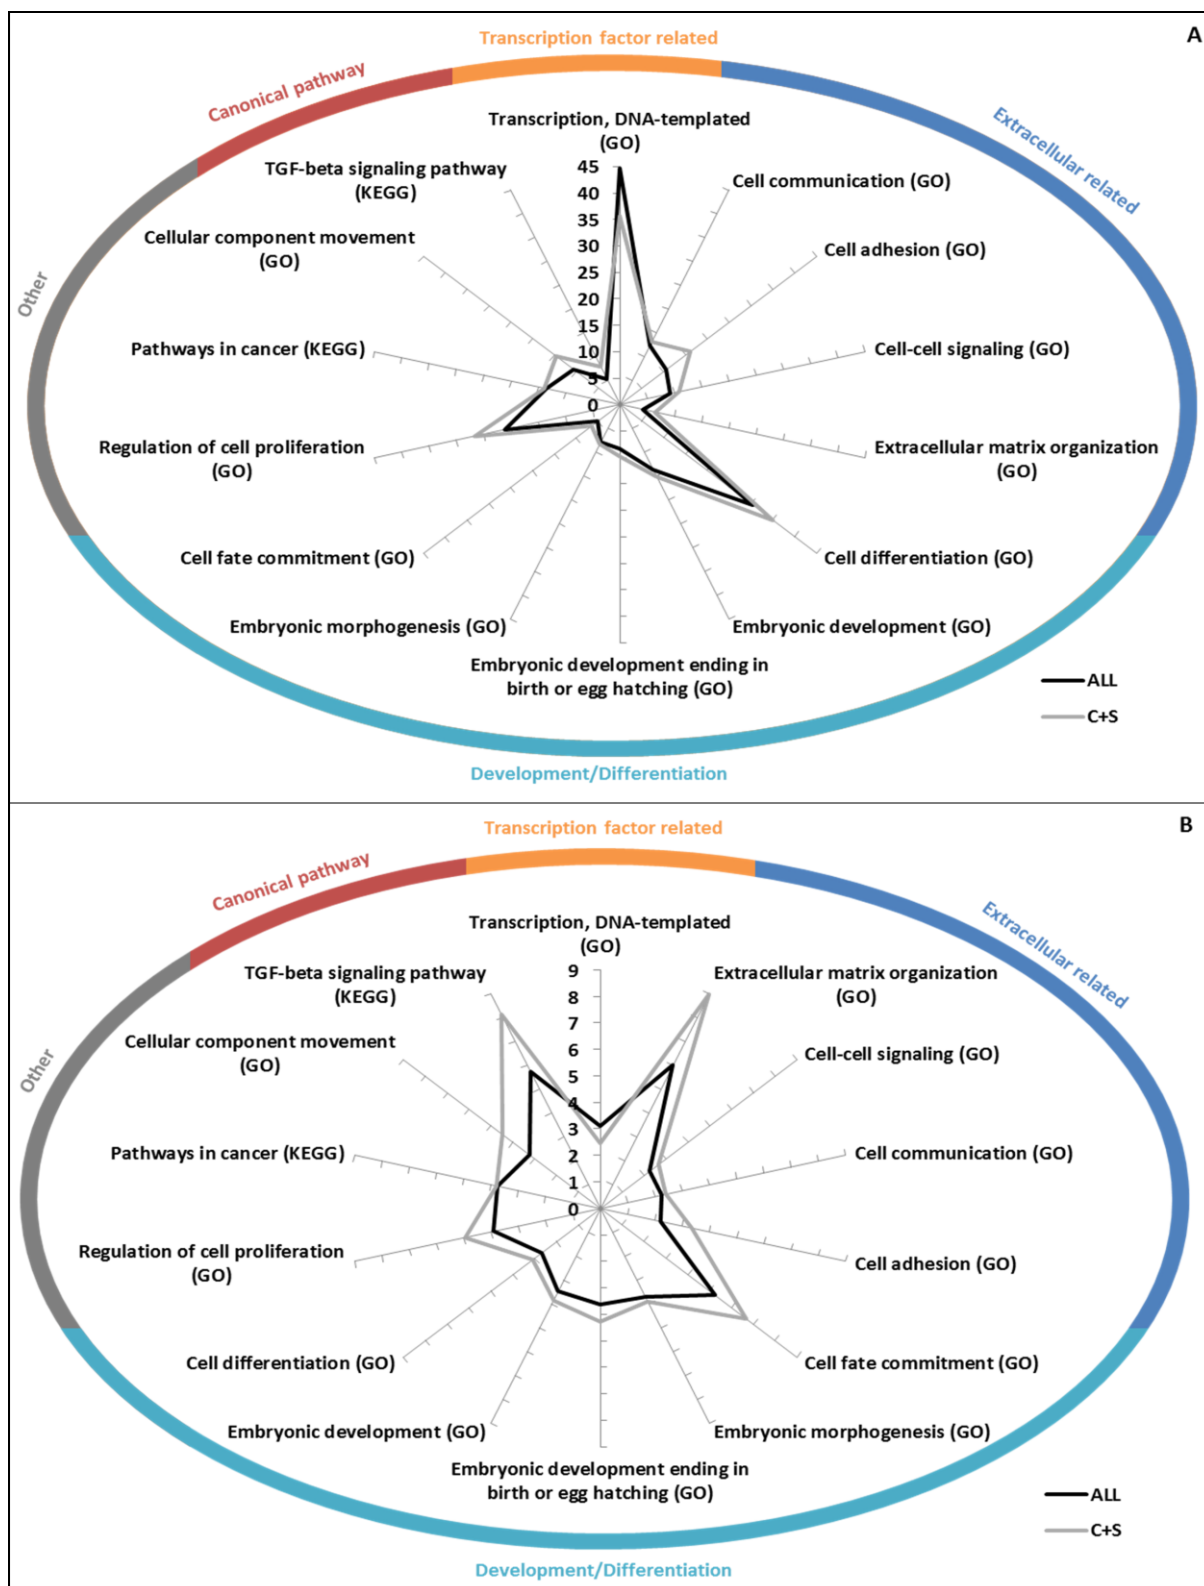 A
Transcription factor related
Canonical pathway
Extracellular related
Other
Development/Differentiation
Transcription, DNA-templated
(GO)
Cell communication (GO)
Cell adhesion (GO)
Cell-cell signaling (GO)
Extracellular matrix organization
(GO)
Cell differentiation (GO)
Embryonic development (GO)
Embryonic development ending in
birth or egg hatching (GO)
Embryonic morphogenesis (GO)
Cell fate commitment (GO)
Regulation of cell proliferation
(GO)
Pathways in cancer (KEGG)
Cellular component movement
(GO)
TGF-beta signaling pathway
(KEGG)
45
40
35
30
25
20
15
10
5
0
ALL
C+S
B
Transcription factor related
Canonical pathway
Extracellular related
Other
Development/Differentiation
Transcription, DNA-templated
(GO)
Extracellular matrix organization
(GO)
Cell-cell signaling (GO)
Cell communication (GO)
Cell adhesion (GO)
Cell fate commitment (GO)
Embryonic morphogenesis (GO)
Embryonic development ending in
birth or egg hatching (GO)
Embryonic development (GO)
Cell differentiation (GO)
Regulation of cell proliferation
(GO)
Pathways in cancer (KEGG)
Cellular component movement
(GO)
TGF-beta signaling pathway
(KEGG)
9
8
7
6
5
4
3
2
1
0
ALL
C+S